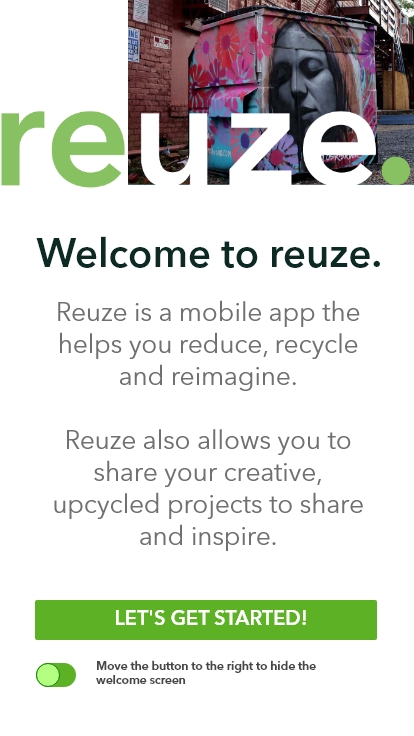 reuze.
Welcome to reuze.
Reuze is a mobile app the
helps you reduce, recycle
and reimagine.
Reuze also allows you to
share your creative,
upcycled projects to share
and inspire.
LET'S GET STARTED!
Move the button to the right to hide the
welcome screen